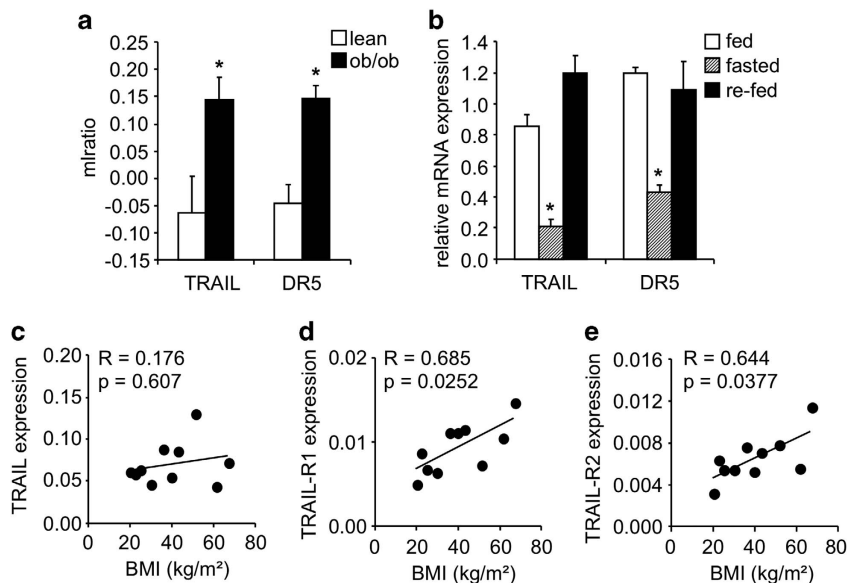 a
lean
ob/ob
mlratio
0.25
0.20
0.15
0.10
0.05
0.00
-0.05
-0.10
-0.15
*
*
TRAIL
DR5
b
fed
fasted
re-fed
relative mRNA expression
1.4
1.2
1.0
0.8
0.6
0.4
0.2
0.0
*
*
TRAIL
DR5
c
R = 0.176
p = 0.607
TRAIL expression
0.20
0.15
0.10
0.05
0.00
0 20 40 60 80
BMI (kg/m²)
d
R = 0.685
p = 0.0252
TRAIL-R1 expression
0.02
0.01
0.00
0 20 40 60 80
BMI (kg/m²)
e
R = 0.644
p = 0.0377
TRAIL-R2 expression
0.016
0.012
0.008
0.004
0.000
0 20 40 60 80
BMI (kg/m²)